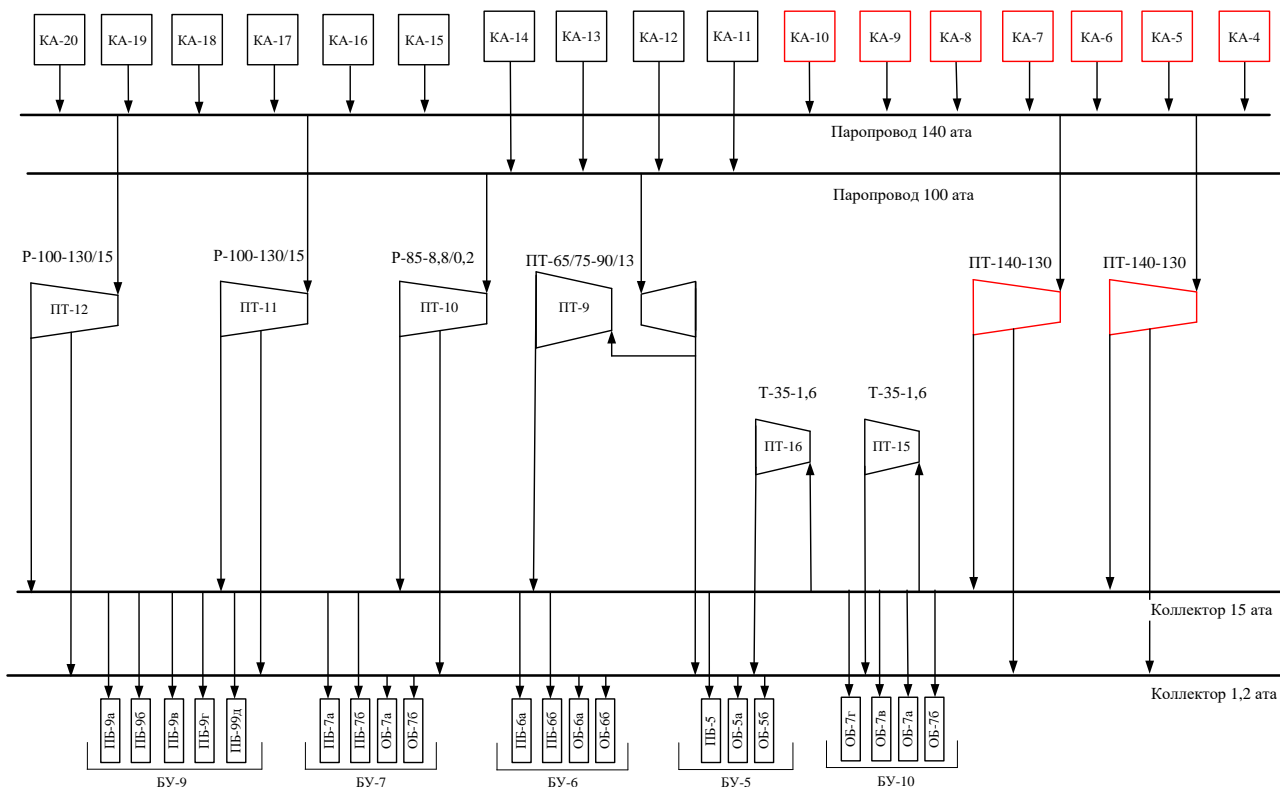 КА-20
КА-19
КА-18
КА-17
КА-16
КА-15
КА-14
КА-13
КА-12
КА-11
КА-10
КА-9
КА-8
КА-7
КА-6
КА-5
КА-4
Паропровод 140 ата
Паропровод 100 ата
Р-100-130/15
Р-100-130/15
Р-85-8,8/0,2
ПТ-65/75-90/13
ПТ-140-130
ПТ-140-130
ПТ-12
ПТ-11
ПТ-10
ПТ-9
Т-35-1,6
Т-35-1,6
ПТ-16
ПТ-15
Коллектор 15 ата
Коллектор 1,2 ата
ПБ-9а
ПБ-9б
ПБ-9в
ПБ-9г
ПБ-99д
ПБ-7а
ПБ-7б
ОБ-7а
ОБ-7б
ПБ-6а
ПБ-6б
ОБ-6а
ОБ-6б
ПБ-5
ОБ-5а
ОБ-5б
ОБ-7г
ОБ-7в
ОБ-7а
ОБ-7б
БУ-9
БУ-7
БУ-6
БУ-5
БУ-10